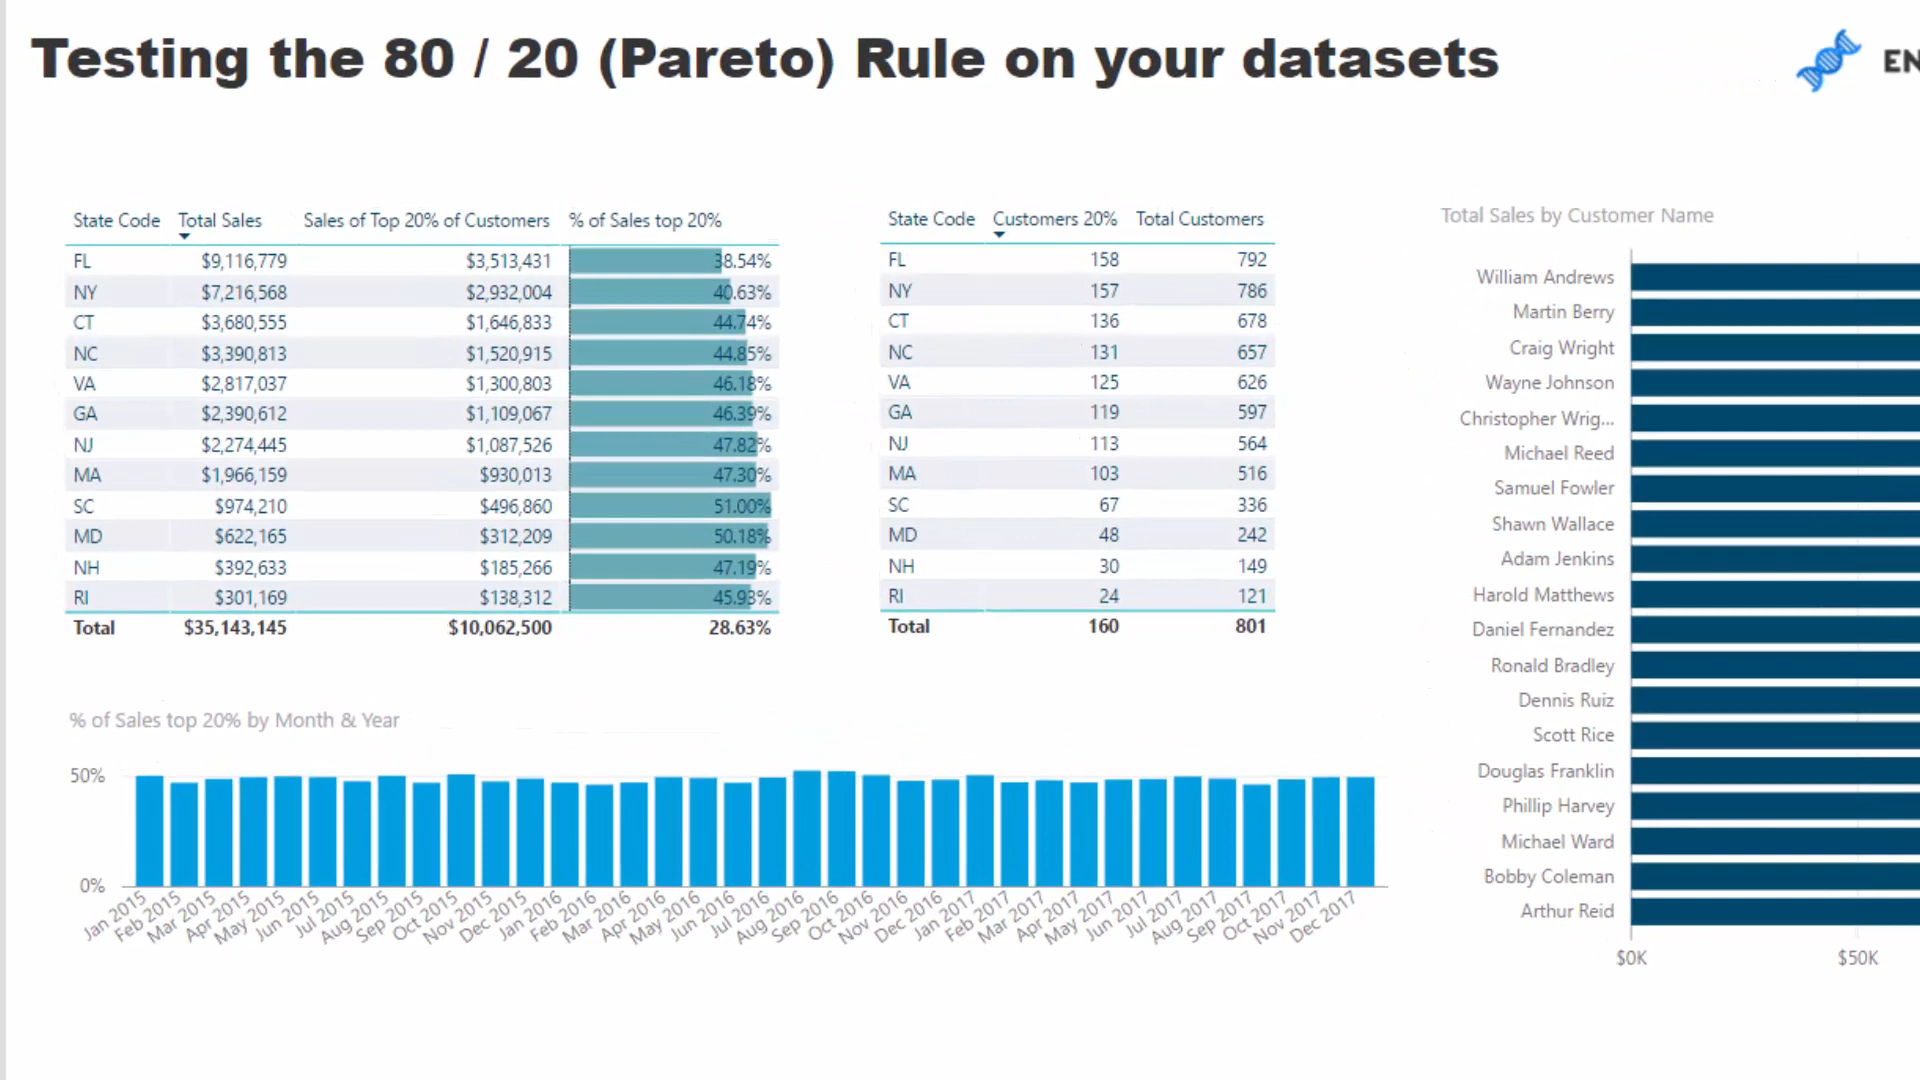 Testing the 80 / 20 (Pareto) Rule on your datasets
EN
State Code Total Sales Sales of Top 20% of Customers % of Sales top 20%
FL $9,116,779 $3,513,431 38.54%
NY $7,216,568 $2,932,004 40.63%
CT $3,680,555 $1,646,833 44.74%
NC $3,390,813 $1,520,915 44.85%
VA $2,817,037 $1,300,803 46.18%
GA $2,390,612 $1,109,067 46.39%
NJ $2,274,445 $1,087,526 47.82%
MA $1,966,159 $930,013 47.30%
SC $974,210 $496,860 51.00%
MD $622,165 $312,209 50.18%
NH $392,633 $185,266 47.19%
RI $301,169 $138,312 45.93%
Total $35,143,145 $10,062,500 28.63%
State Code Customers 20% Total Customers
FL 158 792
NY 157 786
CT 136 678
NC 131 657
VA 125 626
GA 119 597
NJ 113 564
MA 103 516
SC 67 336
MD 48 242
NH 30 149
RI 24 121
Total 160 801
Total Sales by Customer Name
William Andrews
Martin Berry
Craig Wright
Wayne Johnson
Christopher Wrig...
Michael Reed
Samuel Fowler
Shawn Wallace
Adam Jenkins
Harold Matthews
Daniel Fernandez
Ronald Bradley
Dennis Ruiz
Scott Rice
Douglas Franklin
Phillip Harvey
Michael Ward
Bobby Coleman
Arthur Reid
$0K $50K
% of Sales top 20% by Month & Year
50%
0%
Jan 2015 Feb 2015 Mar 2015 Apr 2015 May 2015 Jun 2015 Jul 2015 Aug 2015 Sep 2015 Oct 2015 Nov 2015 Dec 2015 Jan 2016 Feb 2016 Mar 2016 Apr 2016 May 2016 Jun 2016 Jul 2016 Aug 2016 Sep 2016 Oct 2016 Nov 2016 Dec 2016 Jan 2017 Feb 2017 Mar 2017 Apr 2017 May 2017 Jun 2017 Jul 2017 Aug 2017 Sep 2017 Oct 2017 Nov 2017 Dec 2017